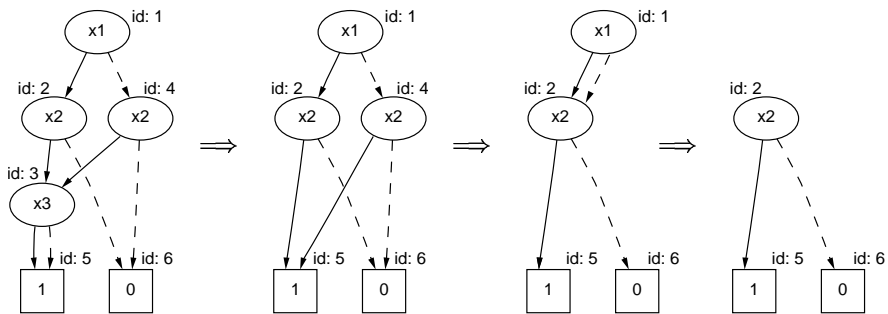 x1 id: 1 x1 id: 1 x1 id: 1
id: 2 id: 4 id: 2 id: 4 id: 2 id: 2
x2 x2 ⟹ x2 x2 ⟹ x2 ⟹ x2
id: 3
x3
id: 5 id: 6 id: 5 id: 6 id: 5 id: 6 id: 5 id: 6
1 0 1 0 1 0 1 0